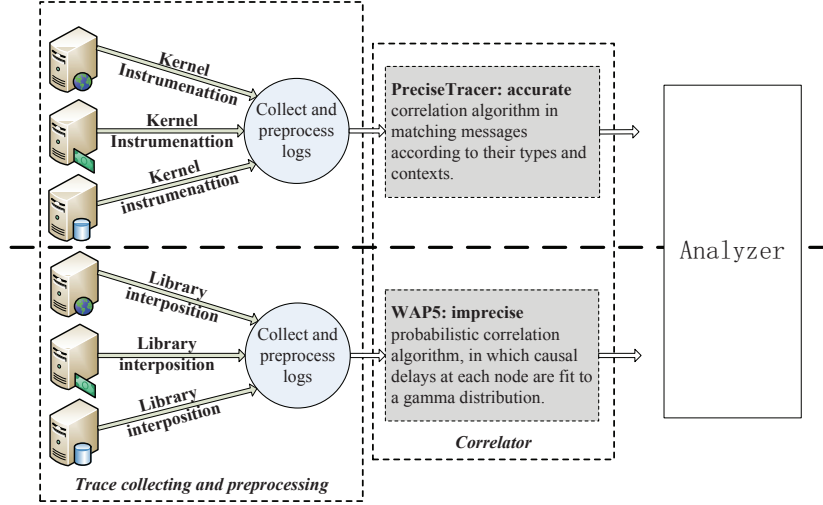 Kernel
Instrumenattion
Kernel
Instrumenattion
Kernel
instrumenattion
Collect and
preprocess
logs
PreciseTracer: accurate
correlation algorithm in
matching messages
according to their types and
contexts.
Analyzer
Library
interposition
Library
interposition
Library
interposition
Collect and
preprocess
logs
WAP5: imprecise
probabilistic correlation
algorithm, in which causal
delays at each node are fit to
a gamma distribution.
Correlator
Trace collecting and preprocessing